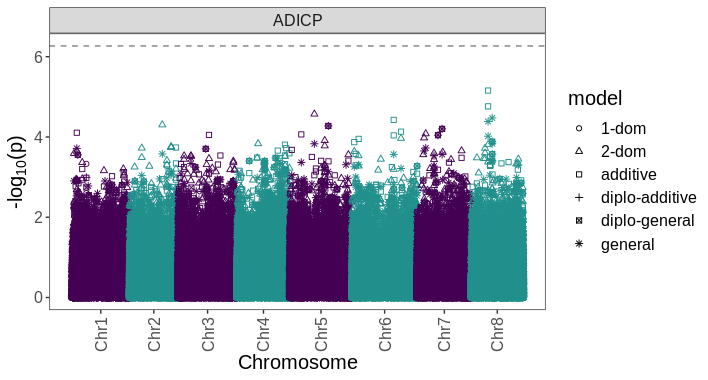 ADICP
6
4
2
0
-log10(p)
Chr1
Chr2
Chr3
Chr4
Chr5
Chr6
Chr7
Chr8
Chromosome
model
1-dom
2-dom
additive
diplo-additive
diplo-general
general